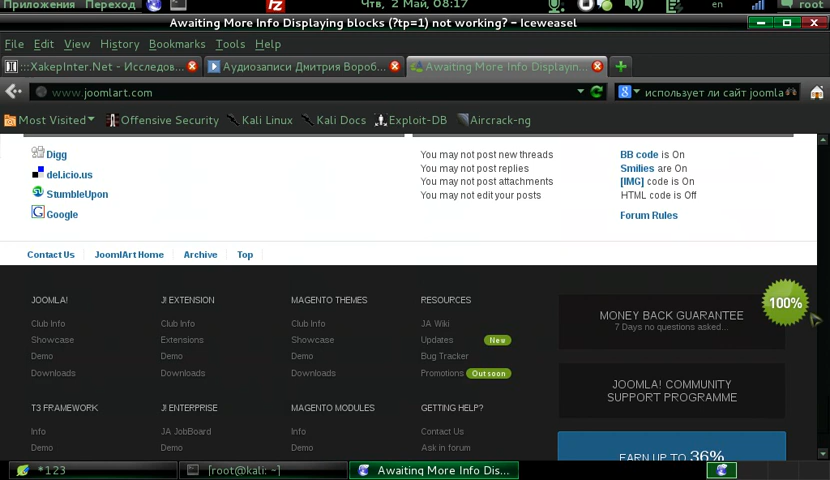 Приложения Переход Чтв, 2 Май, 08:17 en root
Awaiting More Info Displaying blocks (?tp=1) not working? – Iceweasel
File Edit View History Bookmarks Tools Help
:::XakepInter.Net - Исследов... Аудиозаписи Дмитрия Вороб... Awaiting More Info Displayin...
www.joomlart.com использует ли сайт joomla
Most Visited Offensive Security Kali Linux Kali Docs Exploit-DB Aircrack-ng
Digg You may not post new threads BB code is On
del.icio.us You may not post replies Smilies are On
StumbleUpon You may not post attachments [IMG] code is On
You may not edit your posts HTML code is Off
Google Forum Rules
Contact Us JoomlArt Home Archive Top
JOOMLA! J! EXTENSION MAGENTO THEMES RESOURCES 100%
Club Info Club Info Club Info JA Wiki MONEY BACK GUARANTEE
7 Days no questions asked...
Showcase Extensions Showcase Updates New
Demo Demo Demo Bug Tracker
Downloads Downloads Downloads Promotions Out soon
JOOMLA! COMMUNITY
SUPPORT PROGRAMME
T3 FRAMEWORK J! ENTERPRISE MAGENTO MODULES GETTING HELP?
Info JA JobBoard Info Contact Us
Demo Demo Demo Ask in forum
EARN UP TO 36%
*123 [root@kali: ~] Awaiting More Info Dis...